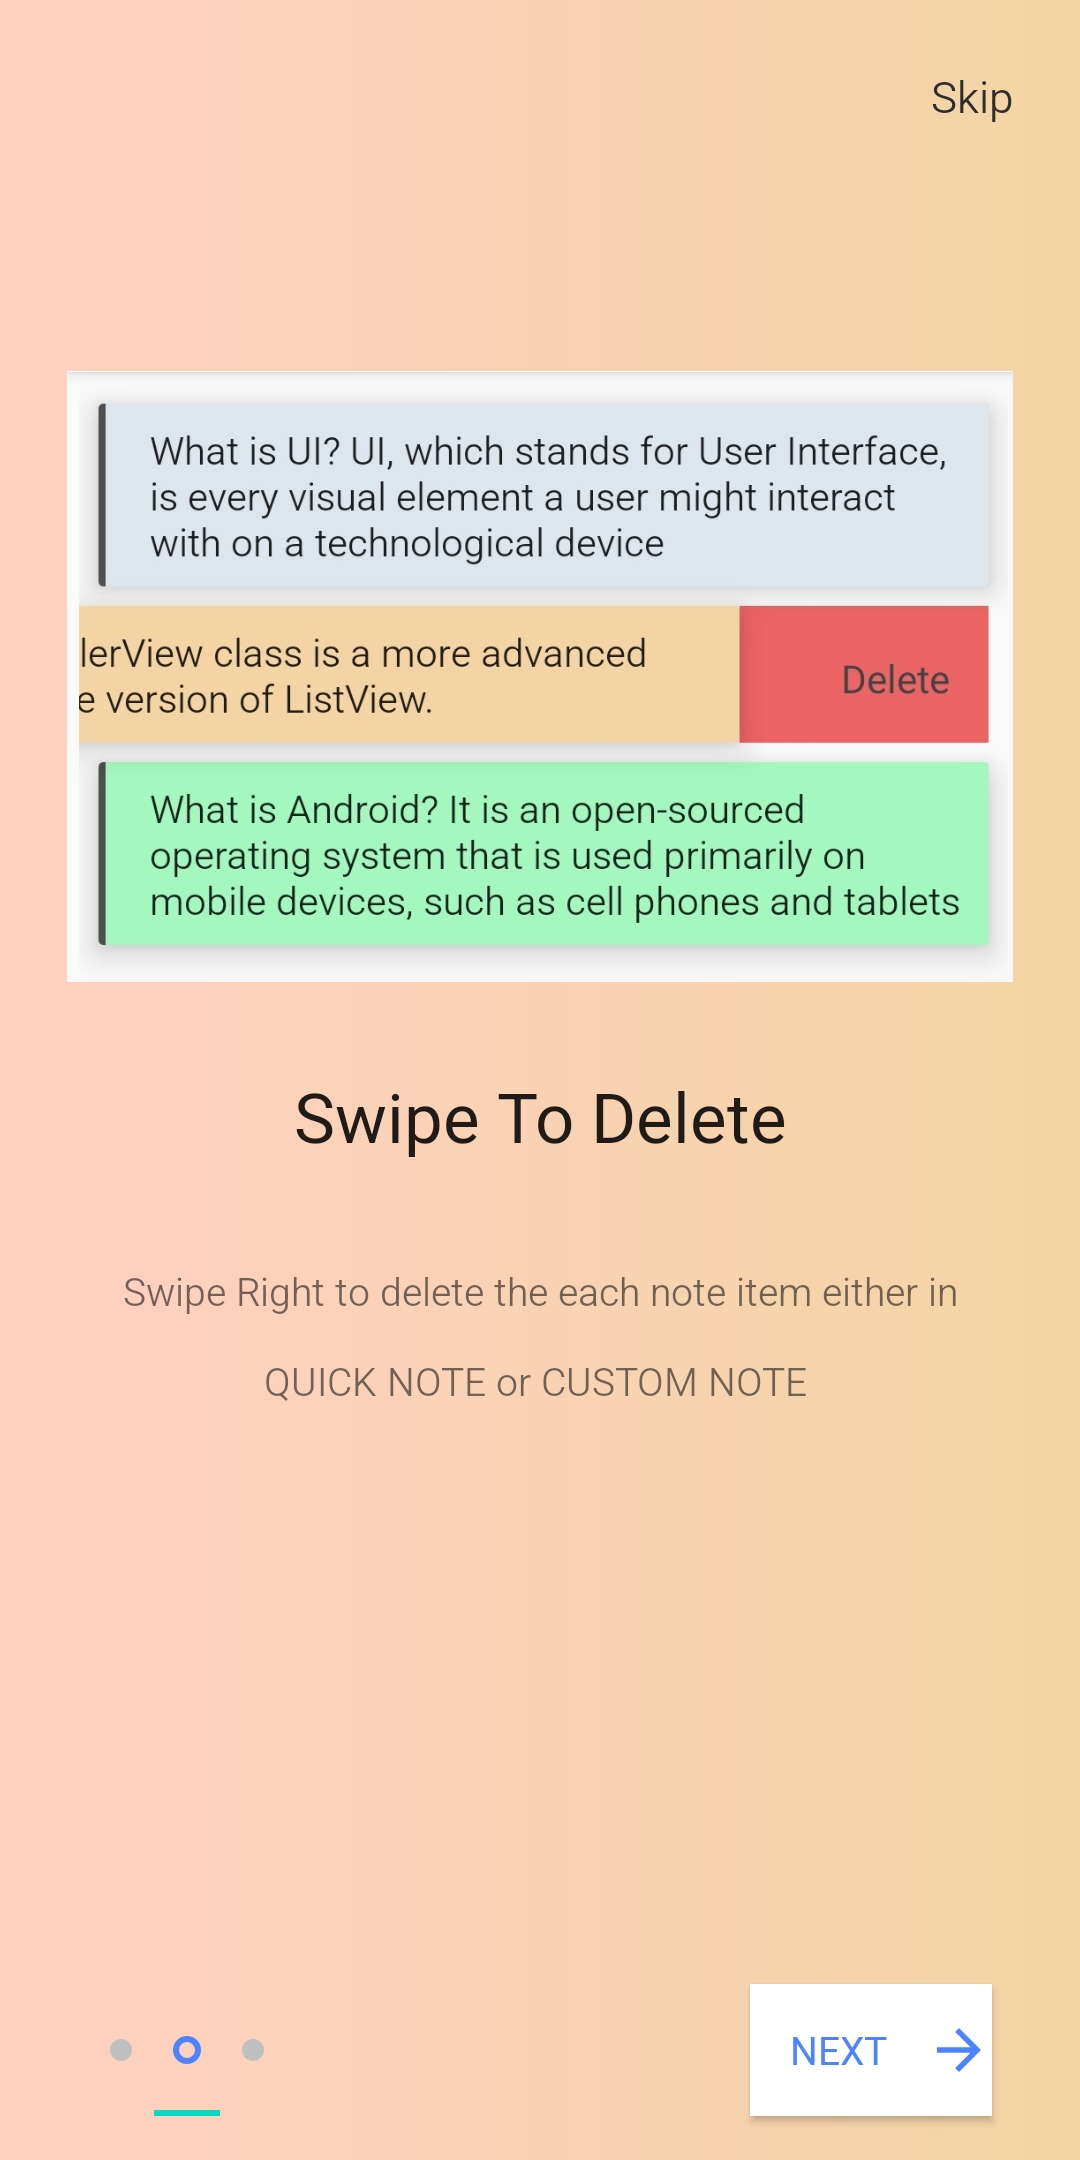 Skip
What is UI? UI, which stands for User Interface,
is every visual element a user might interact
with on a technological device
lerView class is a more advanced
e version of ListView.
Delete
What is Android? It is an open-sourced
operating system that is used primarily on
mobile devices, such as cell phones and tablets
Swipe To Delete
Swipe Right to delete the each note item either in
QUICK NOTE or CUSTOM NOTE
NEXT